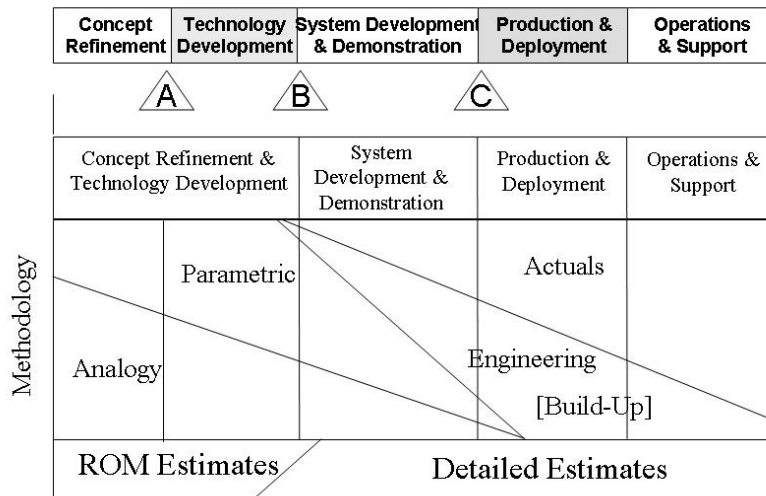 Concept
Refinement
Technology
Development
System Development
& Demonstration
Production &
Deployment
Operations
& Support
A
B
C
Concept Refinement &
Technology Development
System
Development &
Demonstration
Production &
Deployment
Operations &
Support
Methodology
Parametric
Actuals
Analogy
Engineering
[Build-Up]
ROM Estimates
Detailed Estimates